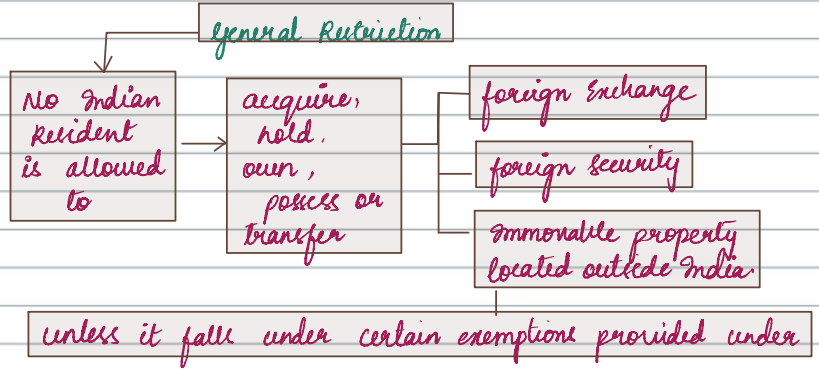 General Restriction
No Indian
Resident
is allowed
to
acquire,
hold.
own,
possess or
transfer
foreign Exchange
foreign security
Immovable property
located outside India.
unless it falls under certain exemptions provided under